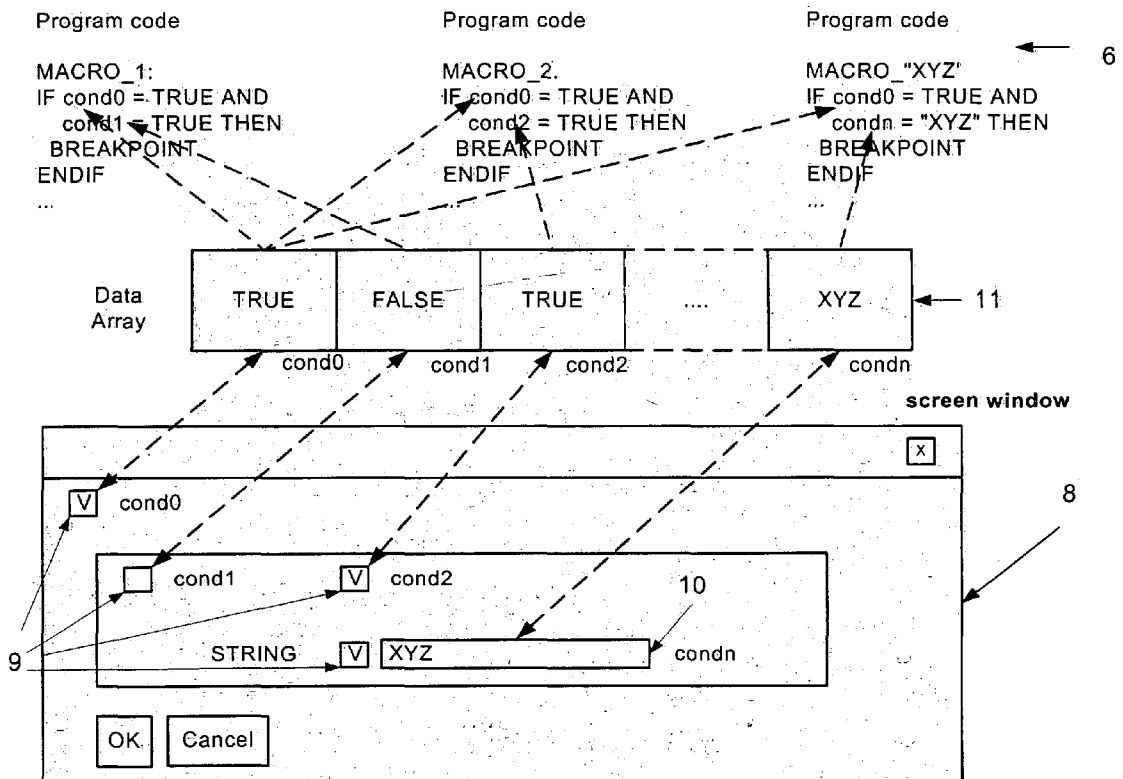 Program code
MACRO_1:
IF cond0 = TRUE AND
cond1 = TRUE THEN
BREAKPOINT
ENDIF
...
Program code
MACRO_2.
IF cond0 = TRUE AND
cond2 = TRUE THEN
BREAKPOINT
ENDIF
...
Program code
MACRO_"XYZ'
IF cond0 = TRUE AND
condn = "XYZ" THEN
BREAKPOINT
ENDIF
...
6
Data
Array
TRUE
FALSE
TRUE
....
XYZ
11
cond0
cond1
cond2
condn
screen window
x
V cond0
8
cond1
V cond2
10
9
STRING V XYZ condn
OK
Cancel